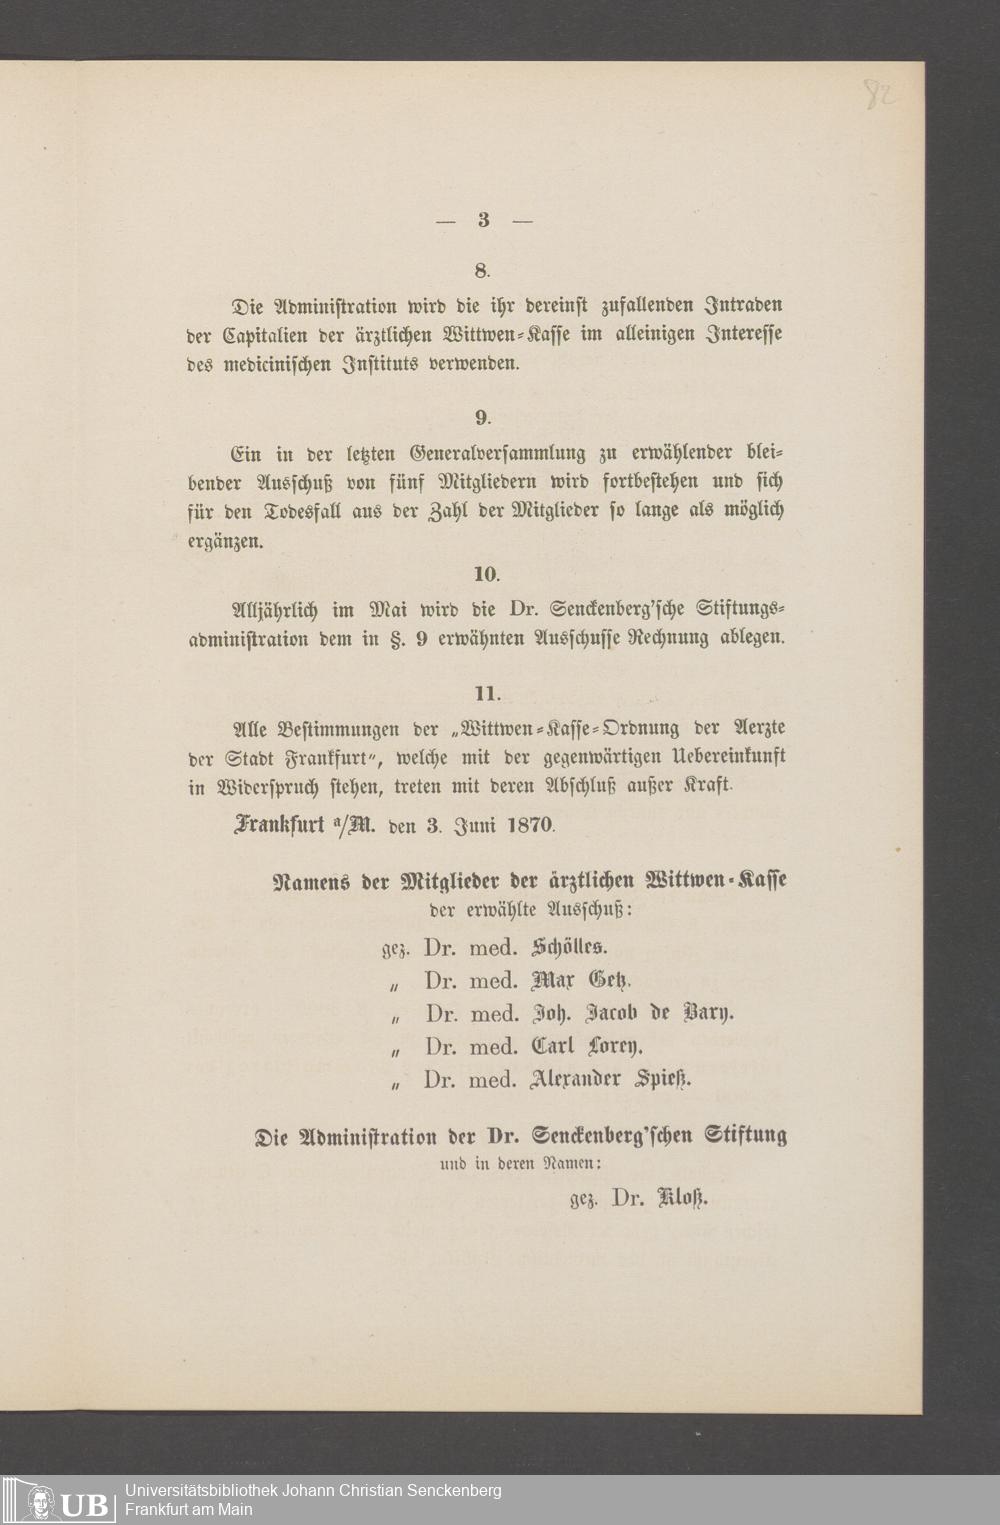 82
— 3 —
8.
Die Administration wird die ihr dereinst zufallenden Intraden
der Capitalien der ärztlichen Wittwen-Kasse im alleinigen Interesse
des medicinischen Instituts verwenden.
9.
Ein in der letzten Generalversammlung zu erwählender blei-
bender Ausschuß von fünf Mitgliedern wird fortbestehen und sich
für den Todesfall aus der Zahl der Mitglieder so lange als möglich
ergänzen.
10.
Alljährlich im Mai wird die Dr. Senckenberg'sche Stiftungs-
administration dem in §. 9 erwähnten Ausschusse Rechnung ablegen.
11.
Alle Bestimmungen der „Wittwen-Kasse-Ordnung der Aerzte
der Stadt Frankfurt", welche mit der gegenwärtigen Uebereinkunft
in Widerspruch stehen, treten mit deren Abschluß außer Kraft.
Frankfurt a/M. den 3. Juni 1870.
Namens der Mitglieder der ärztlichen Wittwen-Kasse
der erwählte Ausschuß:
gez. Dr. med. Schölles.
„ Dr. med. Max Getz.
„ Dr. med. Joh. Jacob de Bary.
„ Dr. med. Carl Lorey.
„ Dr. med. Alexander Spieß.
Die Administration der Dr. Senckenberg'schen Stiftung
und in deren Namen:
gez. Dr. Kloß.
UB
Universitätsbibliothek Johann Christian Senckenberg
Frankfurt am Main